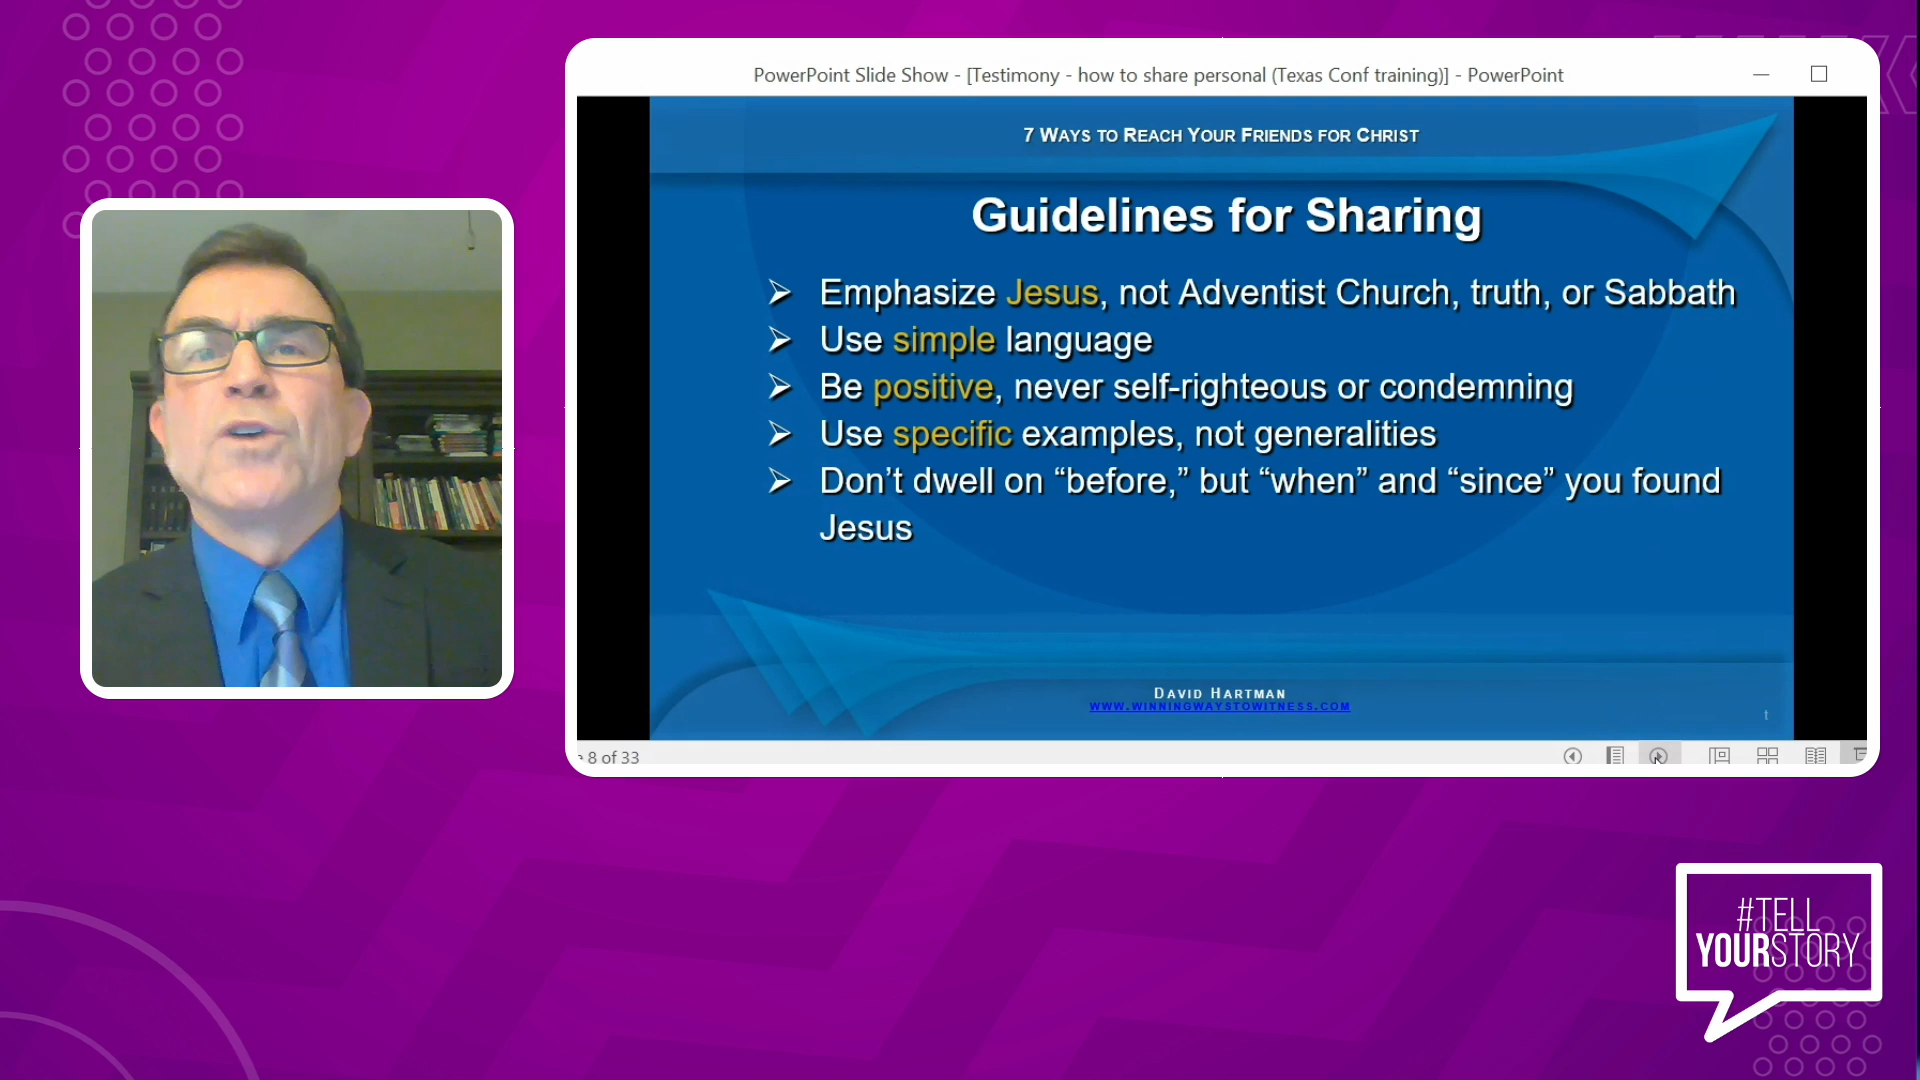 PowerPoint Slide Show - [Testimony - how to share personal (Texas Conf training)] - PowerPoint
7 WAYS TO REACH YOUR FRIENDS FOR CHRIST
Guidelines for Sharing
➢ Emphasize Jesus, not Adventist Church, truth, or Sabbath
➢ Use simple language
➢ Be positive, never self-righteous or condemning
➢ Use specific examples, not generalities
➢ Don’t dwell on “before,” but “when” and “since” you found
Jesus
DAVID HARTMAN
WWW.WINNINGWAYSTOWITNESS.COM
t
8 of 33
#TELL
YOURSTORY